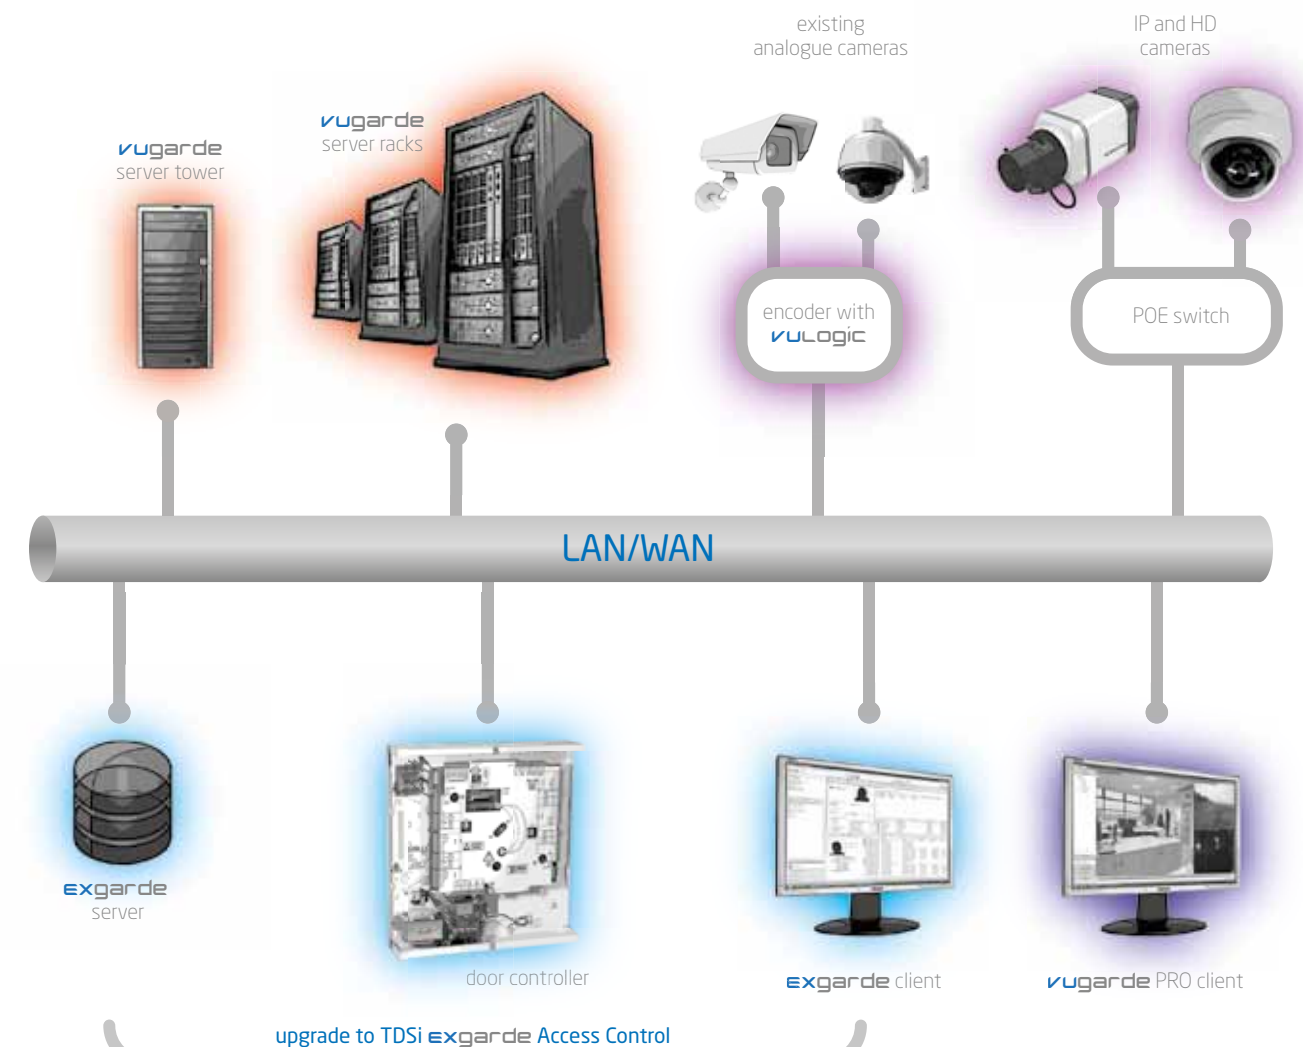 existing
analogue cameras
IP and HD
cameras
vugarde
server racks
vugarde
server tower
encoder with
vuLogic
POE switch
LAN/WAN
exgarde
server
door controller
exgarde client
vugarde PRO client
upgrade to TDSi exgarde Access Control